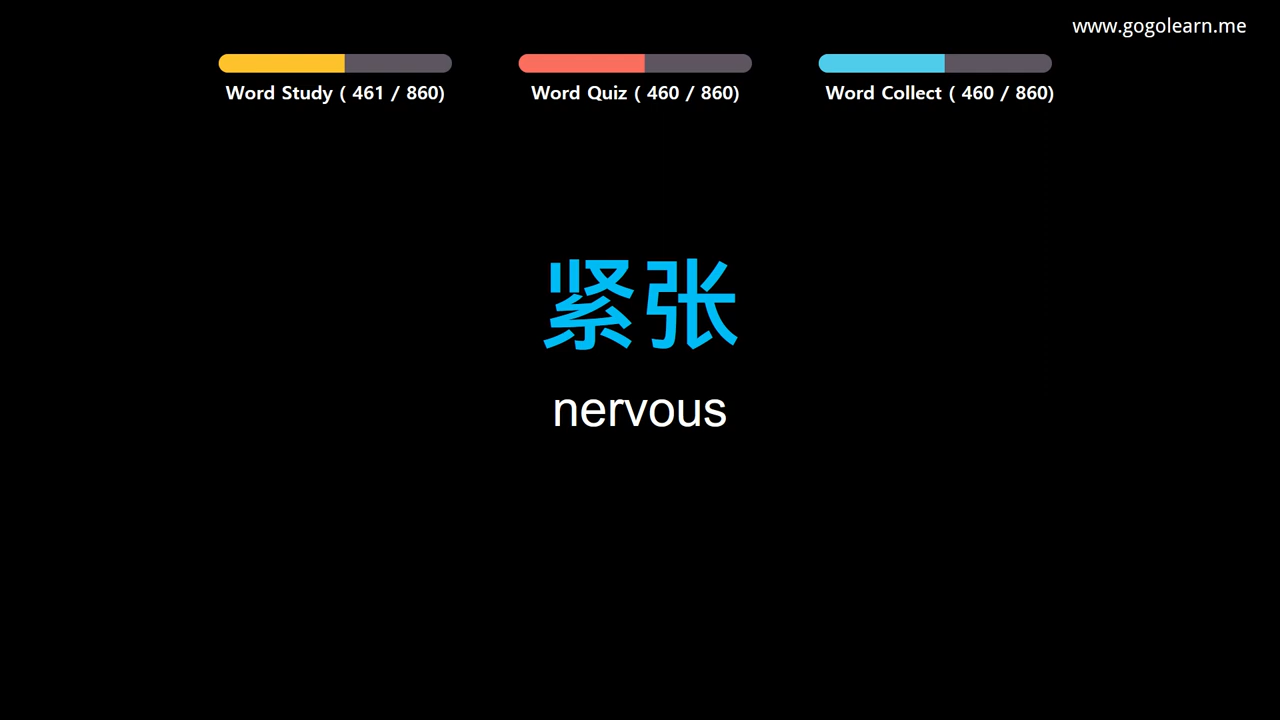 www.gogolearn.me
Word Study ( 461 / 860)
Word Quiz ( 460 / 860)
Word Collect ( 460 / 860)
紧张
nervous